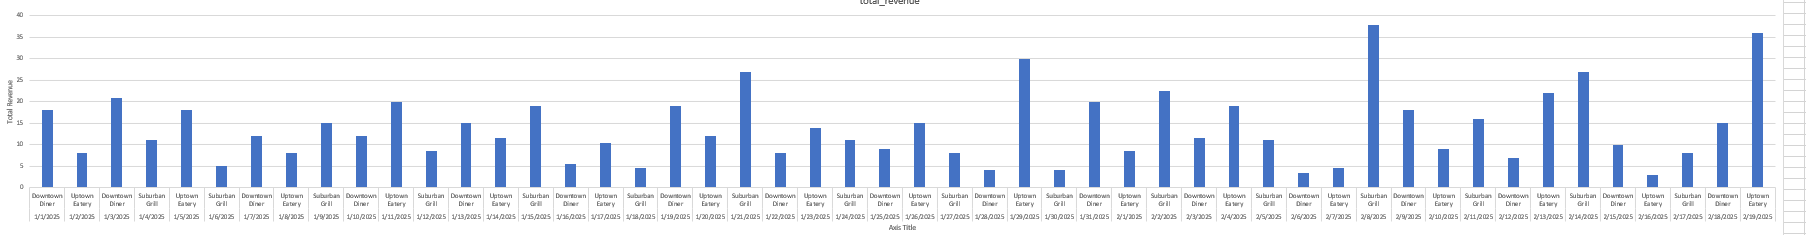 total_revenue
40
35
30
25
20
15
10
5
0
Total Revenue
Downtown Uptown Downtown Suburban Uptown Suburban Downtown Uptown Suburban Downtown Uptown Suburban Downtown Uptown Suburban Downtown Uptown Suburban Downtown Uptown Suburban Downtown Uptown Suburban Downtown Uptown Suburban Downtown Uptown Suburban Downtown Uptown Suburban Downtown Uptown Suburban Downtown Uptown Suburban Downtown Uptown Suburban Downtown Uptown Suburban Downtown Uptown Suburban Downtown Uptown
Diner Eatery Diner Grill Eatery Grill Diner Eatery Grill Diner Eatery Grill Diner Eatery Grill Diner Eatery Grill Diner Eatery Grill Diner Eatery Grill Diner Eatery Grill Diner Eatery Grill Diner Eatery Grill Diner Eatery Grill Diner Eatery Grill Diner Eatery Grill Diner Eatery Grill Diner Eatery Grill Diner Eatery
1/1/2025 1/2/2025 1/3/2025 1/4/2025 1/5/2025 1/6/2025 1/7/2025 1/8/2025 1/9/2025 1/10/2025 1/11/2025 1/12/2025 1/13/2025 1/14/2025 1/15/2025 1/16/2025 1/17/2025 1/18/2025 1/19/2025 1/20/2025 1/21/2025 1/22/2025 1/23/2025 1/24/2025 1/25/2025 1/26/2025 1/27/2025 1/28/2025 1/29/2025 1/30/2025 1/31/2025 2/1/2025 2/2/2025 2/3/2025 2/4/2025 2/5/2025 2/6/2025 2/7/2025 2/8/2025 2/9/2025 2/10/2025 2/11/2025 2/12/2025 2/13/2025 2/14/2025 2/15/2025 2/16/2025 2/17/2025 2/18/2025 2/19/2025
Axis Title